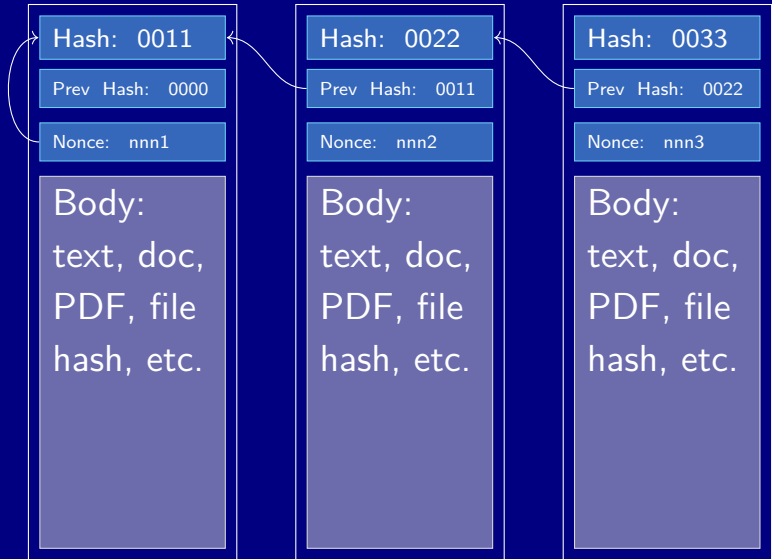 Hash: 0011
Prev Hash: 0000
Nonce: nnn1
Body:
text, doc,
PDF, file
hash, etc.
Hash: 0022
Prev Hash: 0011
Nonce: nnn2
Body:
text, doc,
PDF, file
hash, etc.
Hash: 0033
Prev Hash: 0022
Nonce: nnn3
Body:
text, doc,
PDF, file
hash, etc.